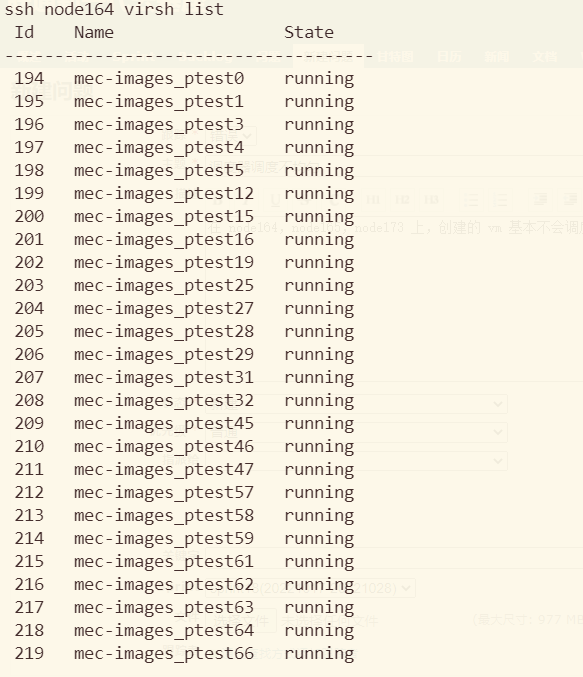 ssh node164 virsh list
Id Name State
----------------------------------
194 mec-images_ptest0 running
195 mec-images_ptest1 running
196 mec-images_ptest3 running
197 mec-images_ptest4 running
198 mec-images_ptest5 running
199 mec-images_ptest12 running
200 mec-images_ptest15 running
201 mec-images_ptest16 running
202 mec-images_ptest19 running
203 mec-images_ptest25 running
204 mec-images_ptest27 running
205 mec-images_ptest28 running
206 mec-images_ptest29 running
207 mec-images_ptest31 running
208 mec-images_ptest32 running
209 mec-images_ptest45 running
210 mec-images_ptest46 running
211 mec-images_ptest47 running
212 mec-images_ptest57 running
213 mec-images_ptest58 running
214 mec-images_ptest59 running
215 mec-images_ptest61 running
216 mec-images_ptest62 running
217 mec-images_ptest63 running
218 mec-images_ptest64 running
219 mec-images_ptest66 running